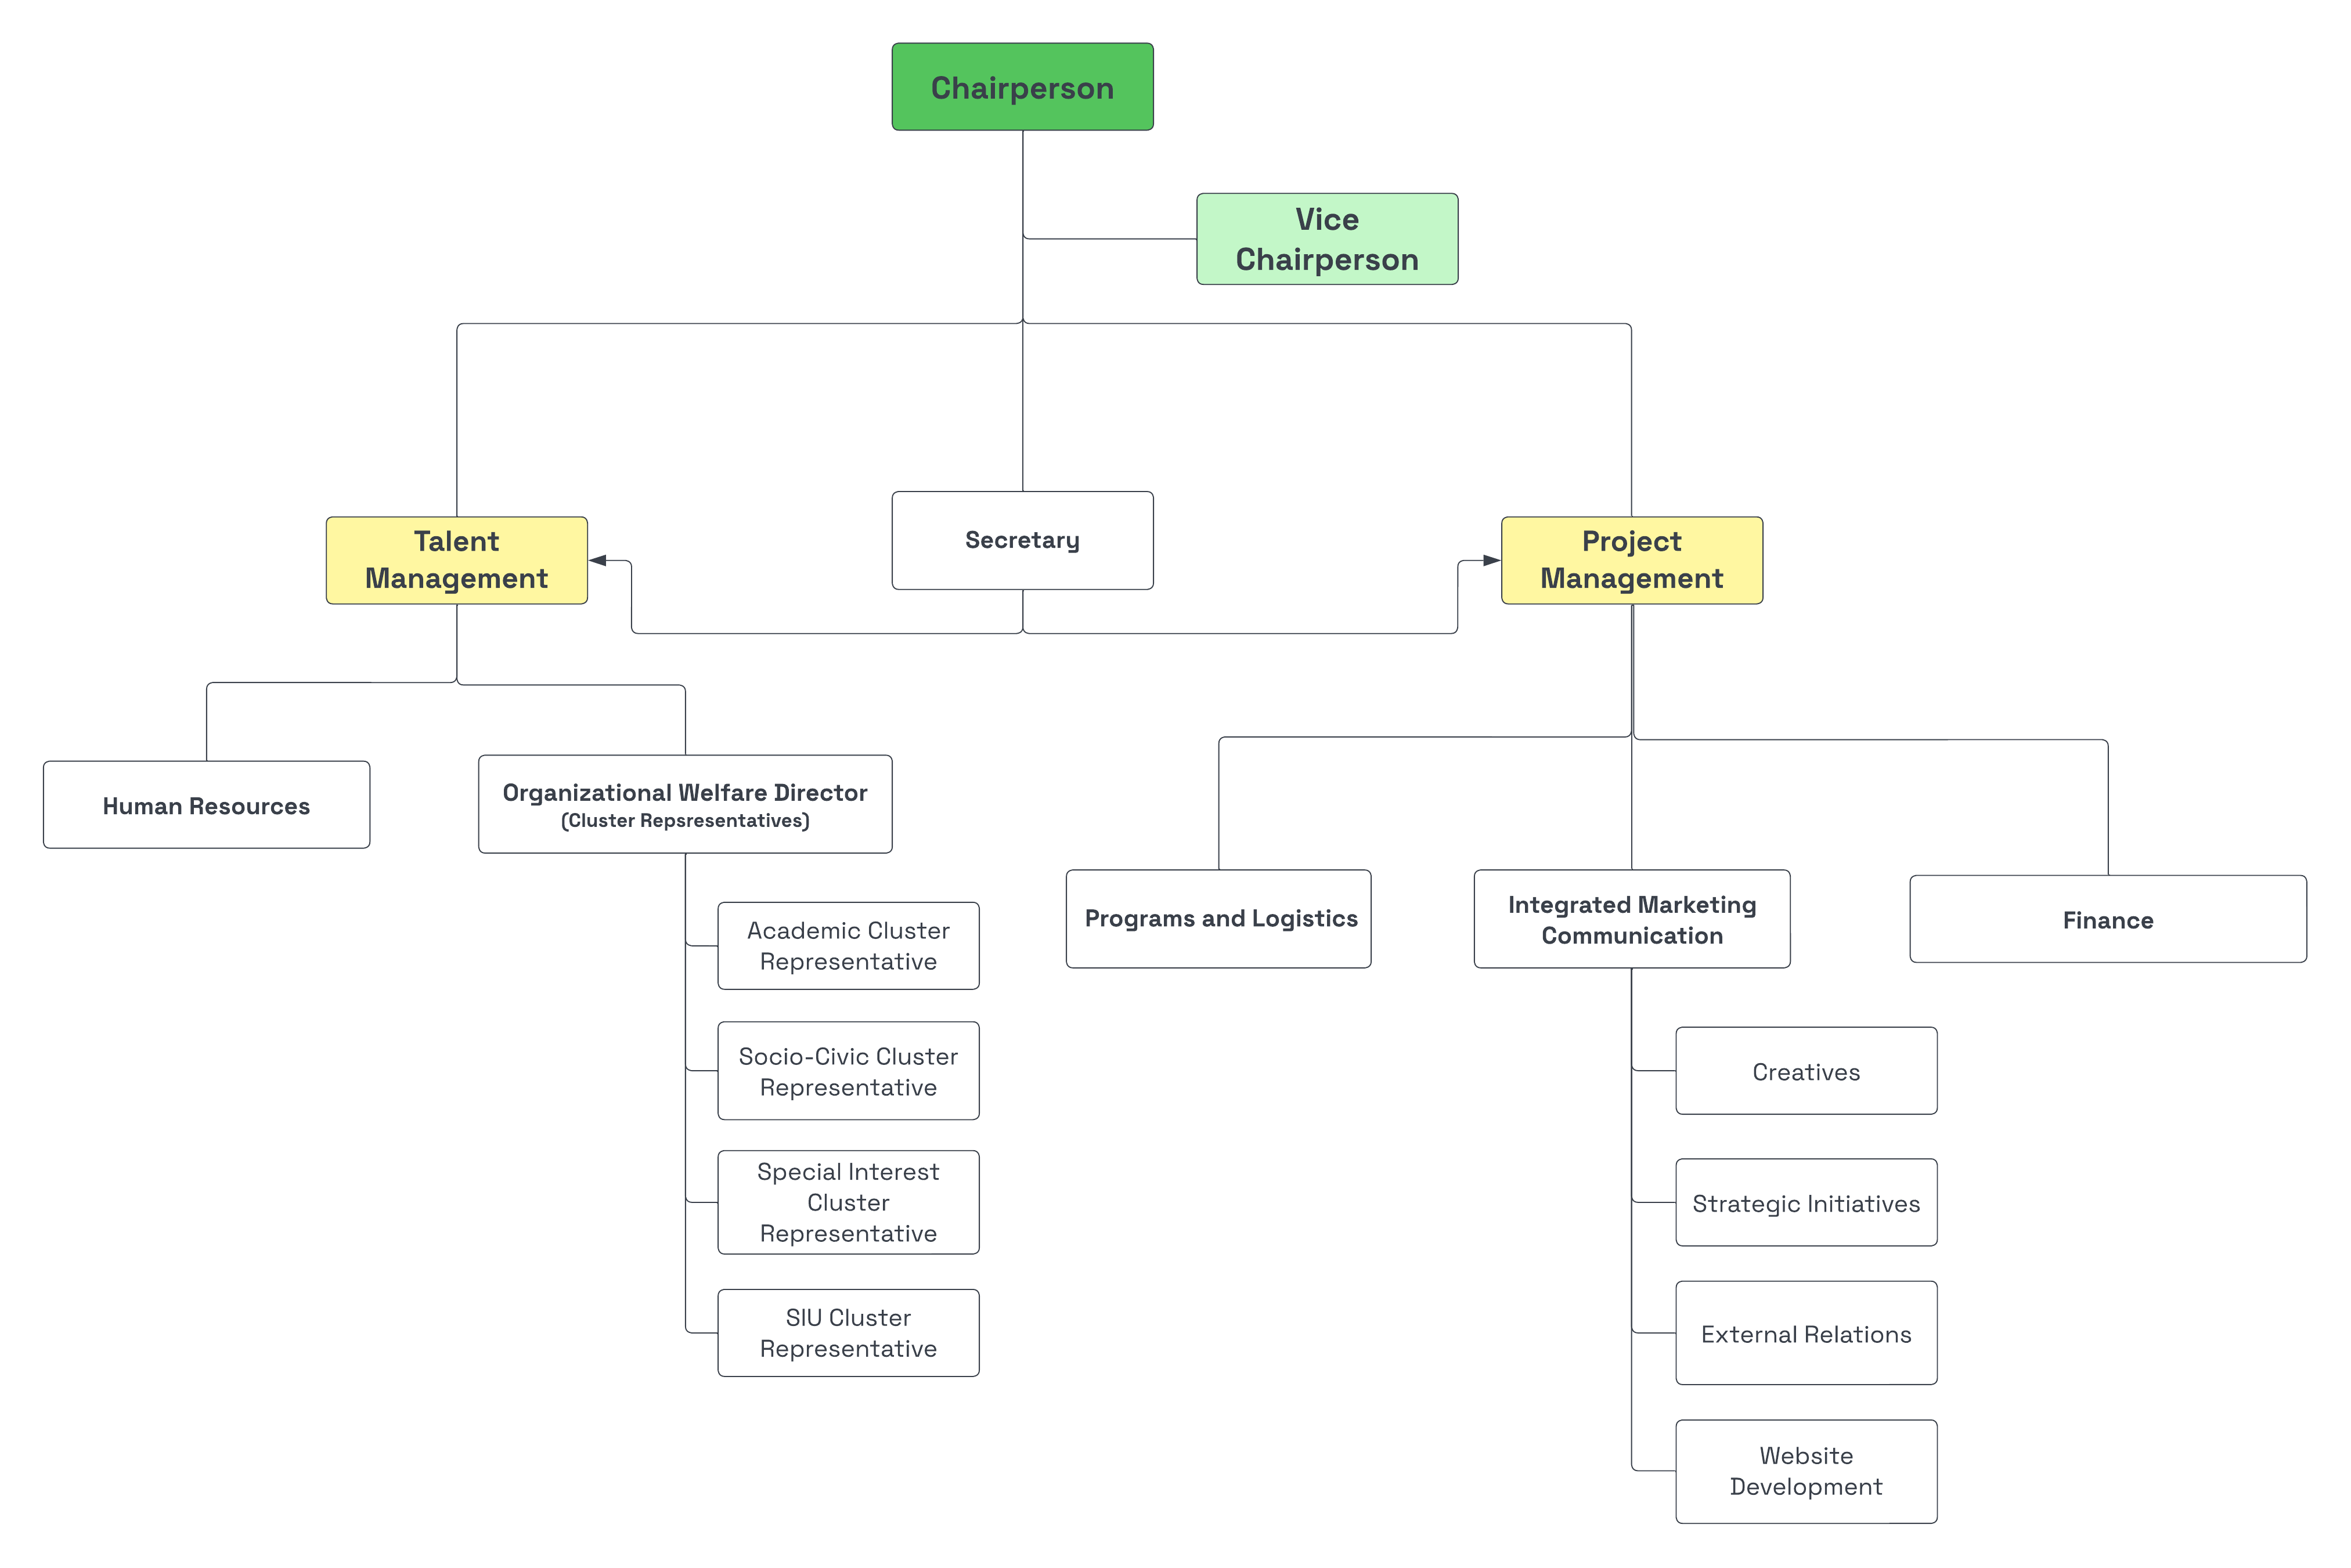 Chairperson
Vice
Chairperson
Talent
Management
Secretary
Project
Management
Human Resources
Organizational Welfare Director
(Cluster Repsresentatives)
Academic Cluster
Representative
Socio-Civic Cluster
Representative
Special Interest
Cluster
Representative
SIU Cluster
Representative
Programs and Logistics
Integrated Marketing
Communication
Finance
Creatives
Strategic Initiatives
External Relations
Website
Development